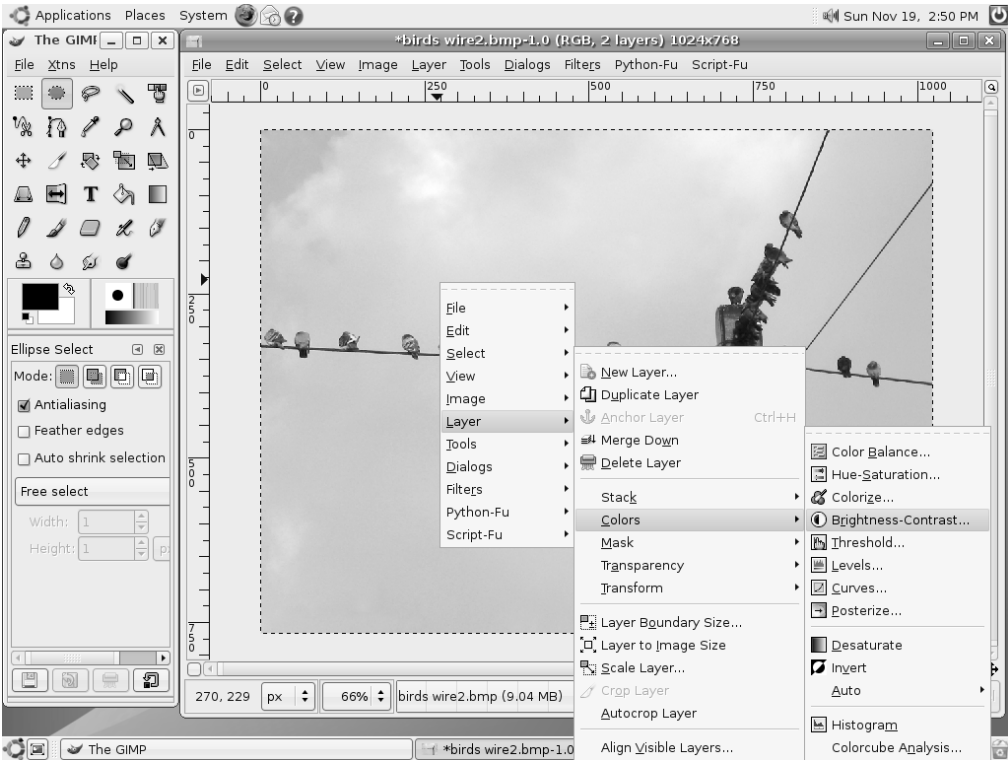 Applications Places System Sun Nov 19, 2:50 PM
The GIMI
File Xtns Help
*birds wire2.bmp-1.0 (RGB, 2 layers) 1024x768
File Edit Select View Image Layer Tools Dialogs Filters Python-Fu Script-Fu
0 250 500 750 1000
0
250
500
750
Ellipse Select
Mode:
Antialiasing
Feather edges
Auto shrink selection
Free select
Width: 1
Height: 1 p
File
Edit
Select
View
Image
Layer
Tools
Dialogs
Filters
Python-Fu
Script-Fu
New Layer...
Duplicate Layer
Anchor Layer Ctrl+H
Merge Down
Delete Layer
Stack
Colors
Mask
Transparency
Transform
Layer Boundary Size...
Layer to Image Size
Scale Layer...
Crop Layer
Autocrop Layer
Align Visible Layers...
Color Balance...
Hue-Saturation...
Colorize...
Brightness-Contrast...
Threshold...
Levels...
Curves...
Posterize...
Desaturate
Invert
Auto
Histogram
Colorcube Analysis...
270, 229 px 66% birds wire2.bmp (9.04 MB)
The GIMP *birds wire2.bmp-1.0